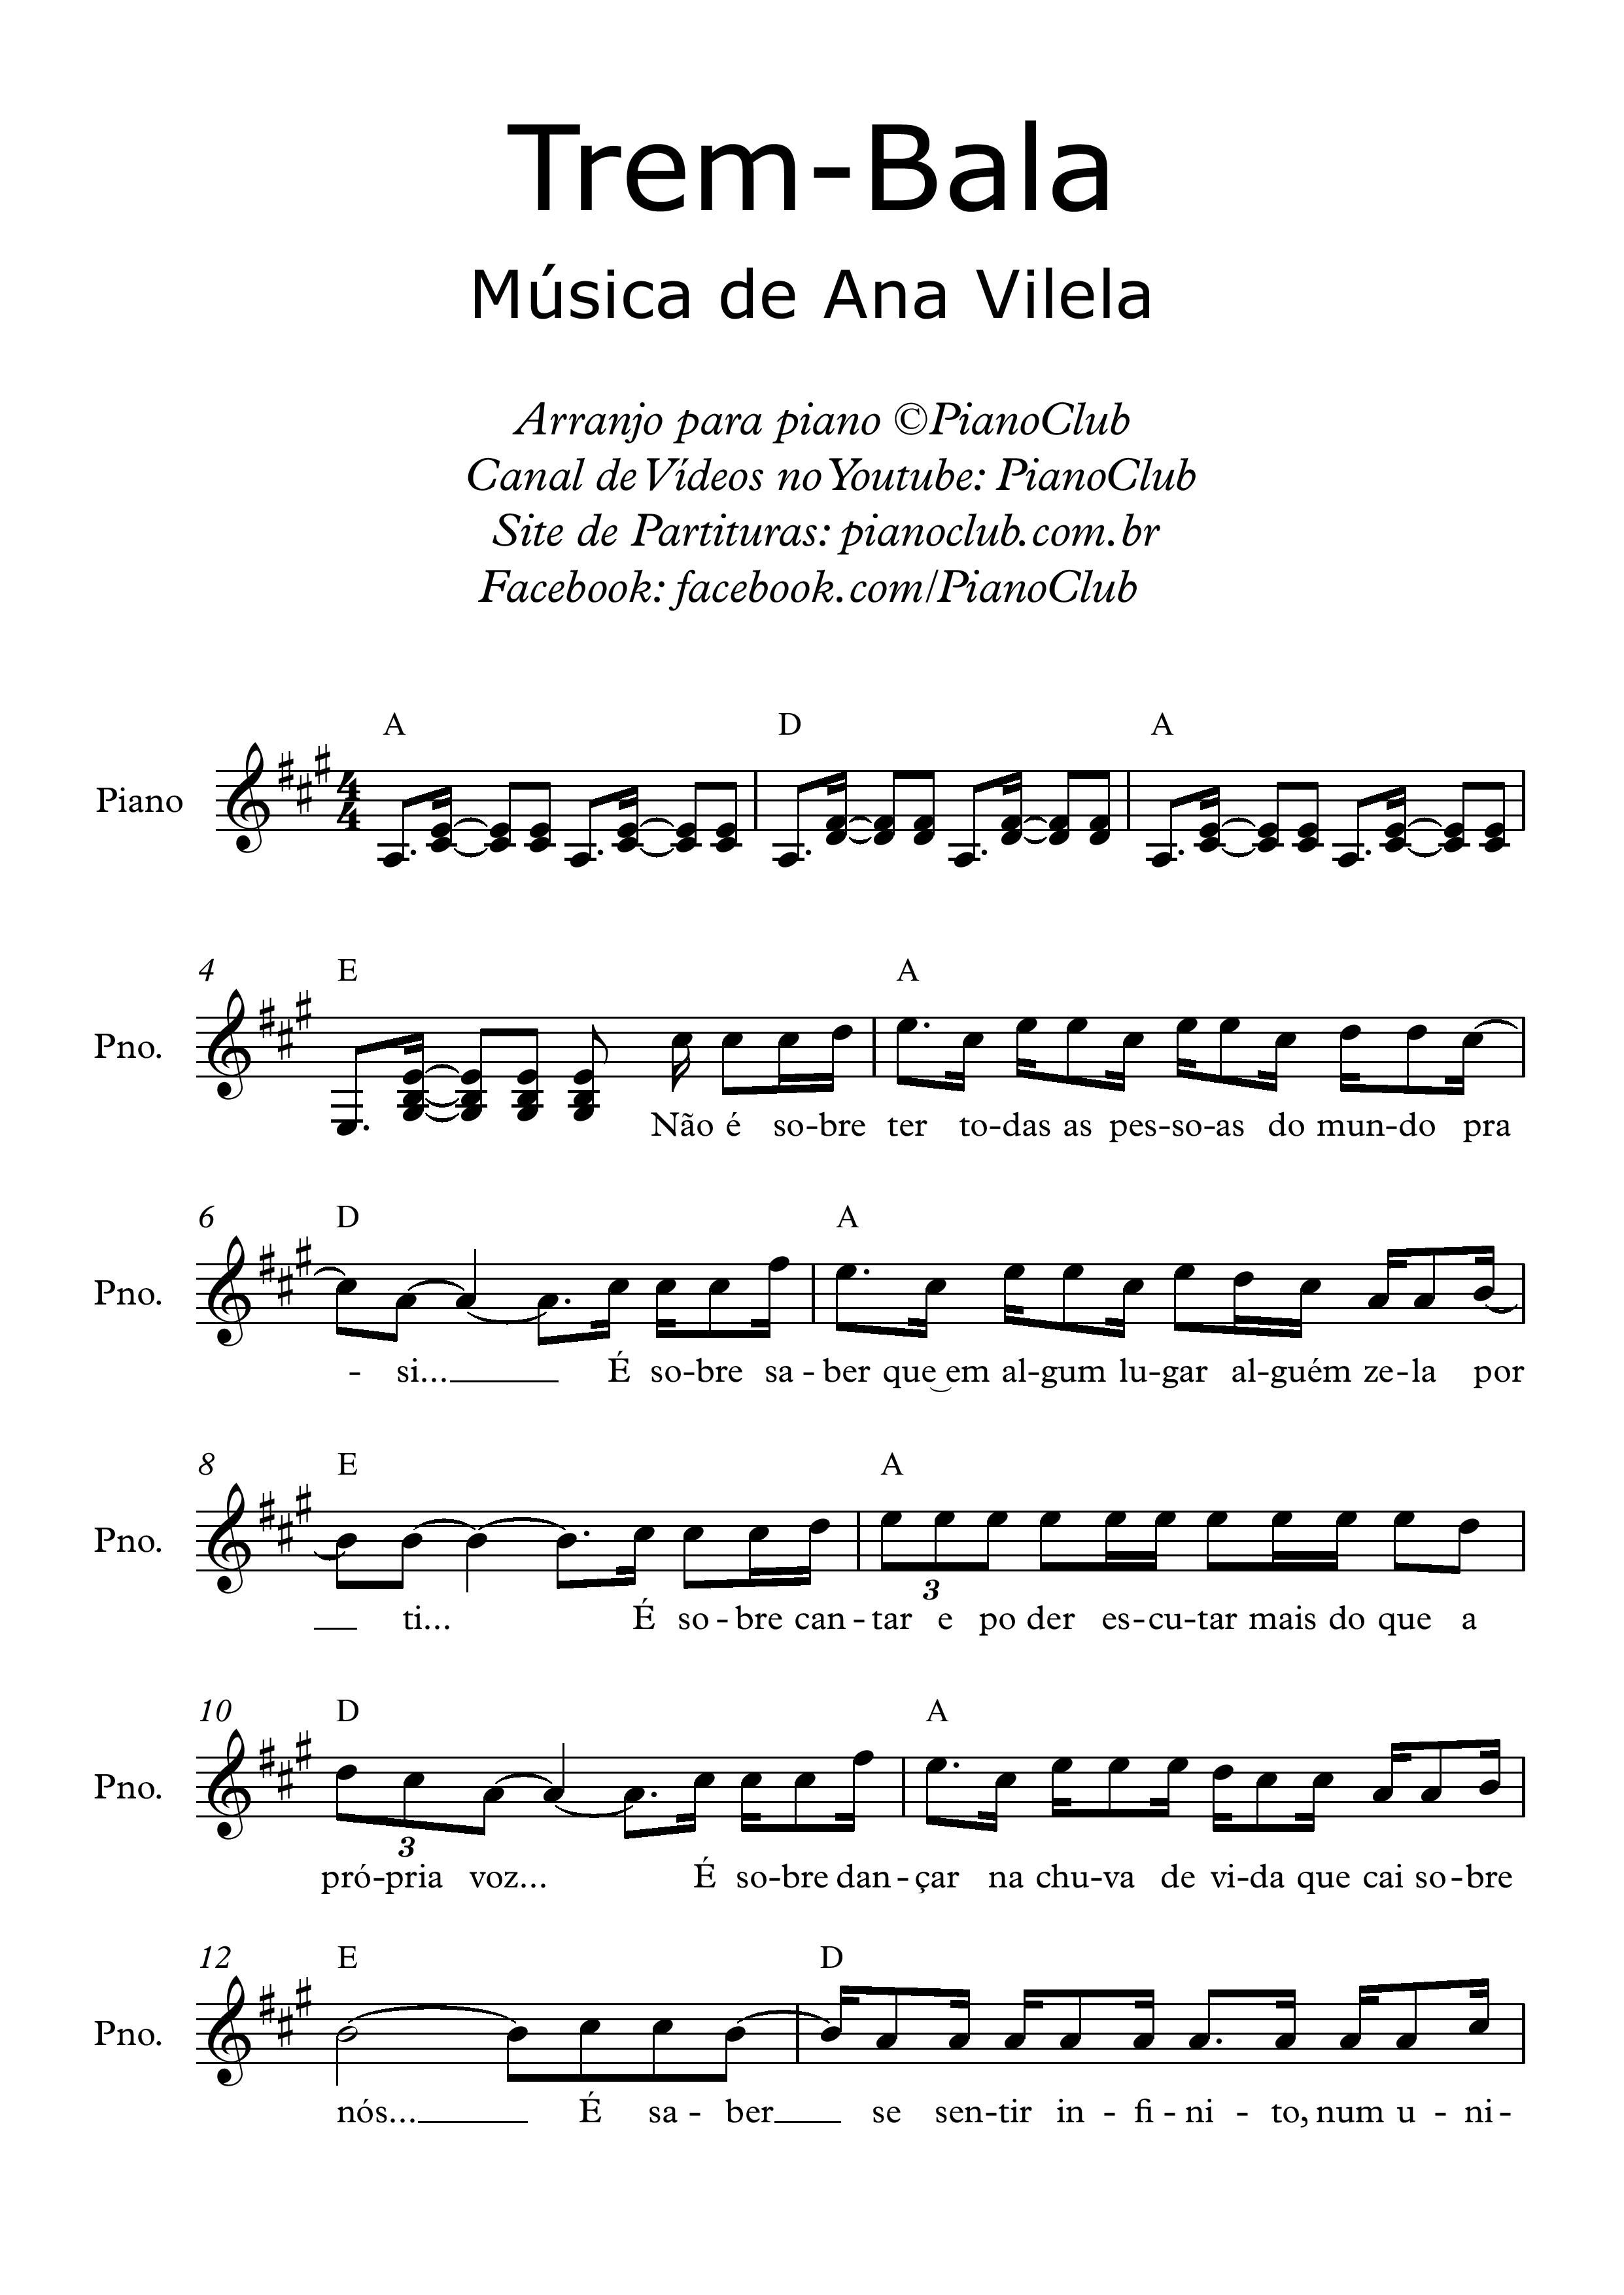 Trem-Bala
Música de Ana Vilela
Arranjo para piano ©PianoClub
Canal de Vídeos no Youtube: PianoClub
Site de Partituras: pianoclub.com.br
Facebook: facebook.com/PianoClub
A D A
Piano
4
4
4 E A
Pno.
Não é so-bre ter to-das as pes-so-as do mun-do pra
6 D A
Pno.
- si... É so-bre sa - ber que em al-gum lu-gar al-guém ze-la por
8 E A
Pno.
3
ti... É so-bre can-tar e po der es-cu-tar mais do que a
10 D A
Pno.
3
pró-pria voz... É so-bre dan-çar na chu-va de vi-da que cai so-bre
12 E D
Pno.
nós... É sa - ber se sen-tir in - fi - ni - to, num u - ni -